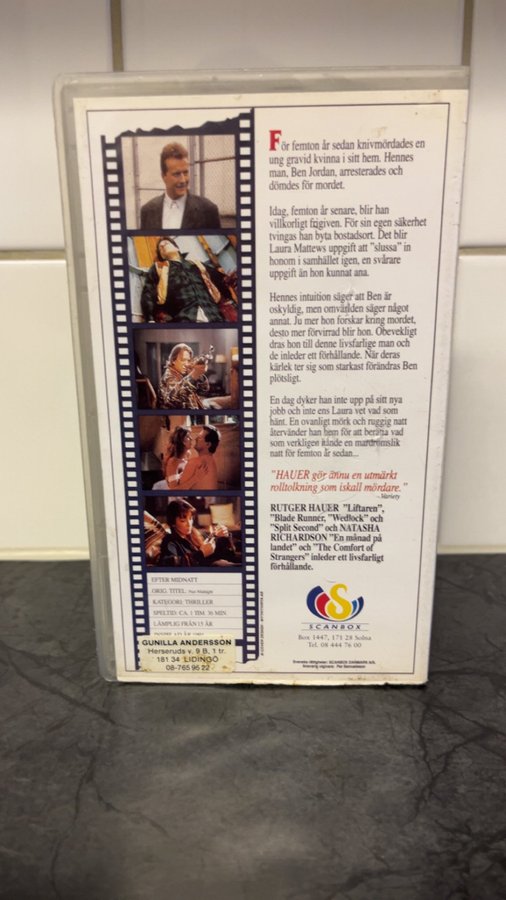 För femton år sedan knivmördades en
ung gravid kvinna i sitt hem. Hennes
man, Ben Jordan, arresterades och
dömdes för mordet.
Idag, femton år senare, blir han
villkorligt frigiven. För sin egen säkerhet
tvingas han byta bostadsort. Det blir
Laura Mattews uppgift att "slussa" in
honom i samhället igen, en svårare
uppgift än hon kunnat ana.
Hennes intuition säger att Ben är
oskyldig, men omvärlden säger något
annat. Ju mer hon forskar kring mordet,
desto mer förvirrad blir hon. Obevekligt
dras hon till denne livsfarlige man och
de inleder ett förhållande. När deras
kärlek ter sig som starkast förändras Ben
plötsligt.
En dag dyker han inte upp på sitt nya
jobb och inte ens Laura vet vad som
hänt. En ovanligt mörk och ruggig natt
återvänder han hem för att berätta vad
som verkligen hände en mardrömslik
natt för femton år sedan...
"HAUER gör ännu en utmärkt
rolltolkning som iskall mördare."
-Variety
RUTGER HAUER "Liftaren",
"Blade Runner, "Wedlock" och
"Split Second" och NATASHA
RICHARDSON "En månad på
landet" och "The Comfort of
Strangers" inleder ett livsfarligt
förhållande.
EFTER MIDNATT
ORIG. TITEL. Past Midnight
KATEGORI: THRILLER
SPELTID: CA. 1 TIM. 36 MIN.
LÄMPLIG FRÅN 15 ÅR
GUNILLA ANDERSSON
Herseruds v. 9 B, 1 tr.
181 34 LIDINGÖ
08-765 95 22
S
SCANBOX
Box 1447, 171 28 Solna
Tel. 08 444 76 00
Svenska rättigheter: SCANBOX DANMARK A/S.